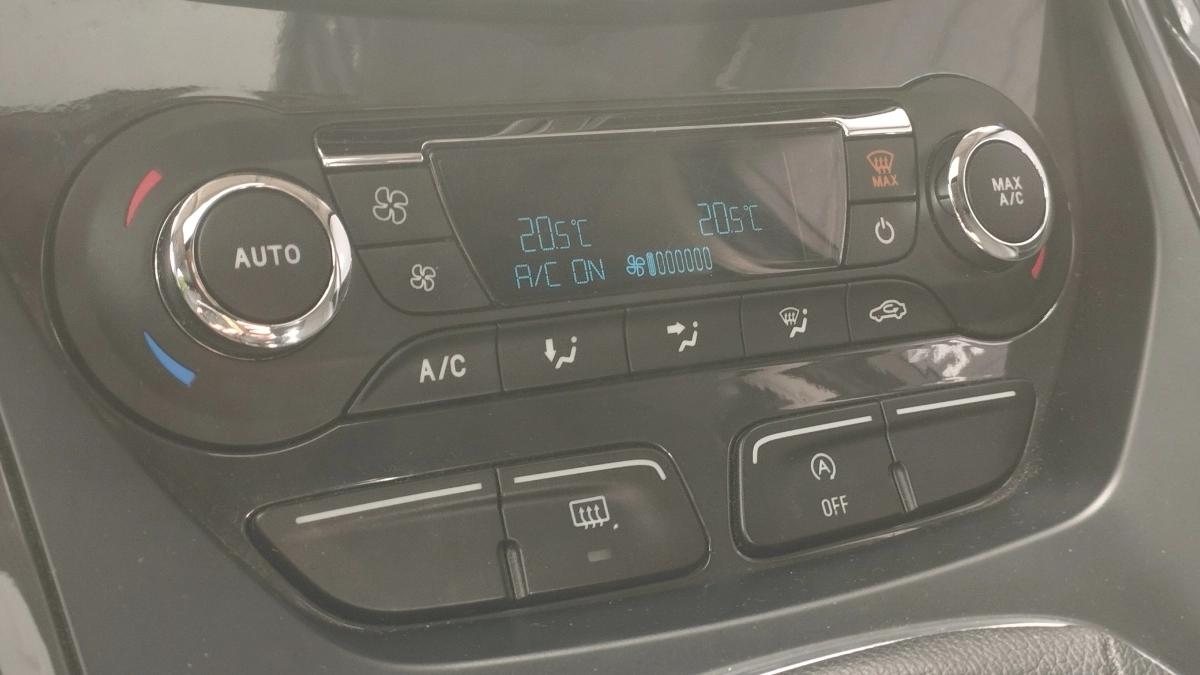 AUTO
20.5°C
20.5°C
A/C ON
MAX
MAX
A/C
A/C
A
OFF